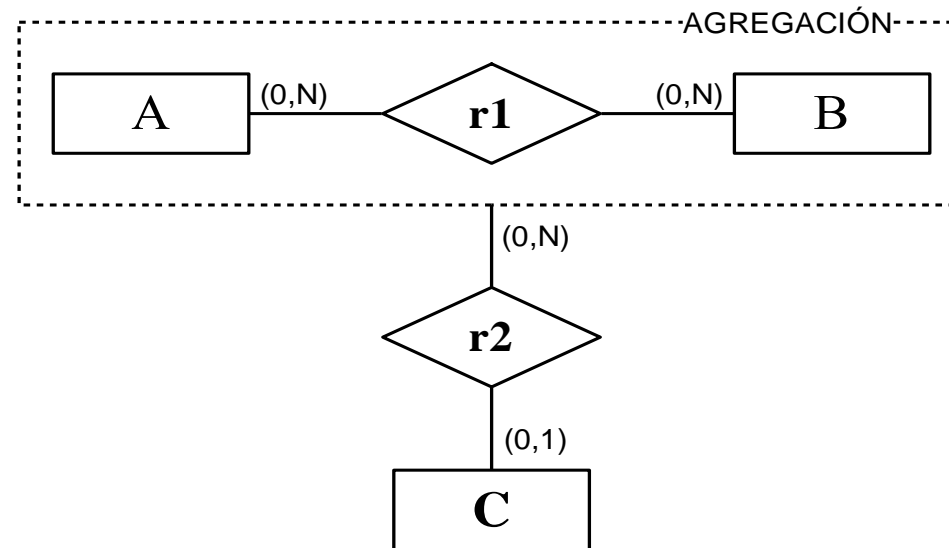 AGREGACIÓN
A (0,N) r1 (0,N) B
(0,N)
r2
(0,1)
C